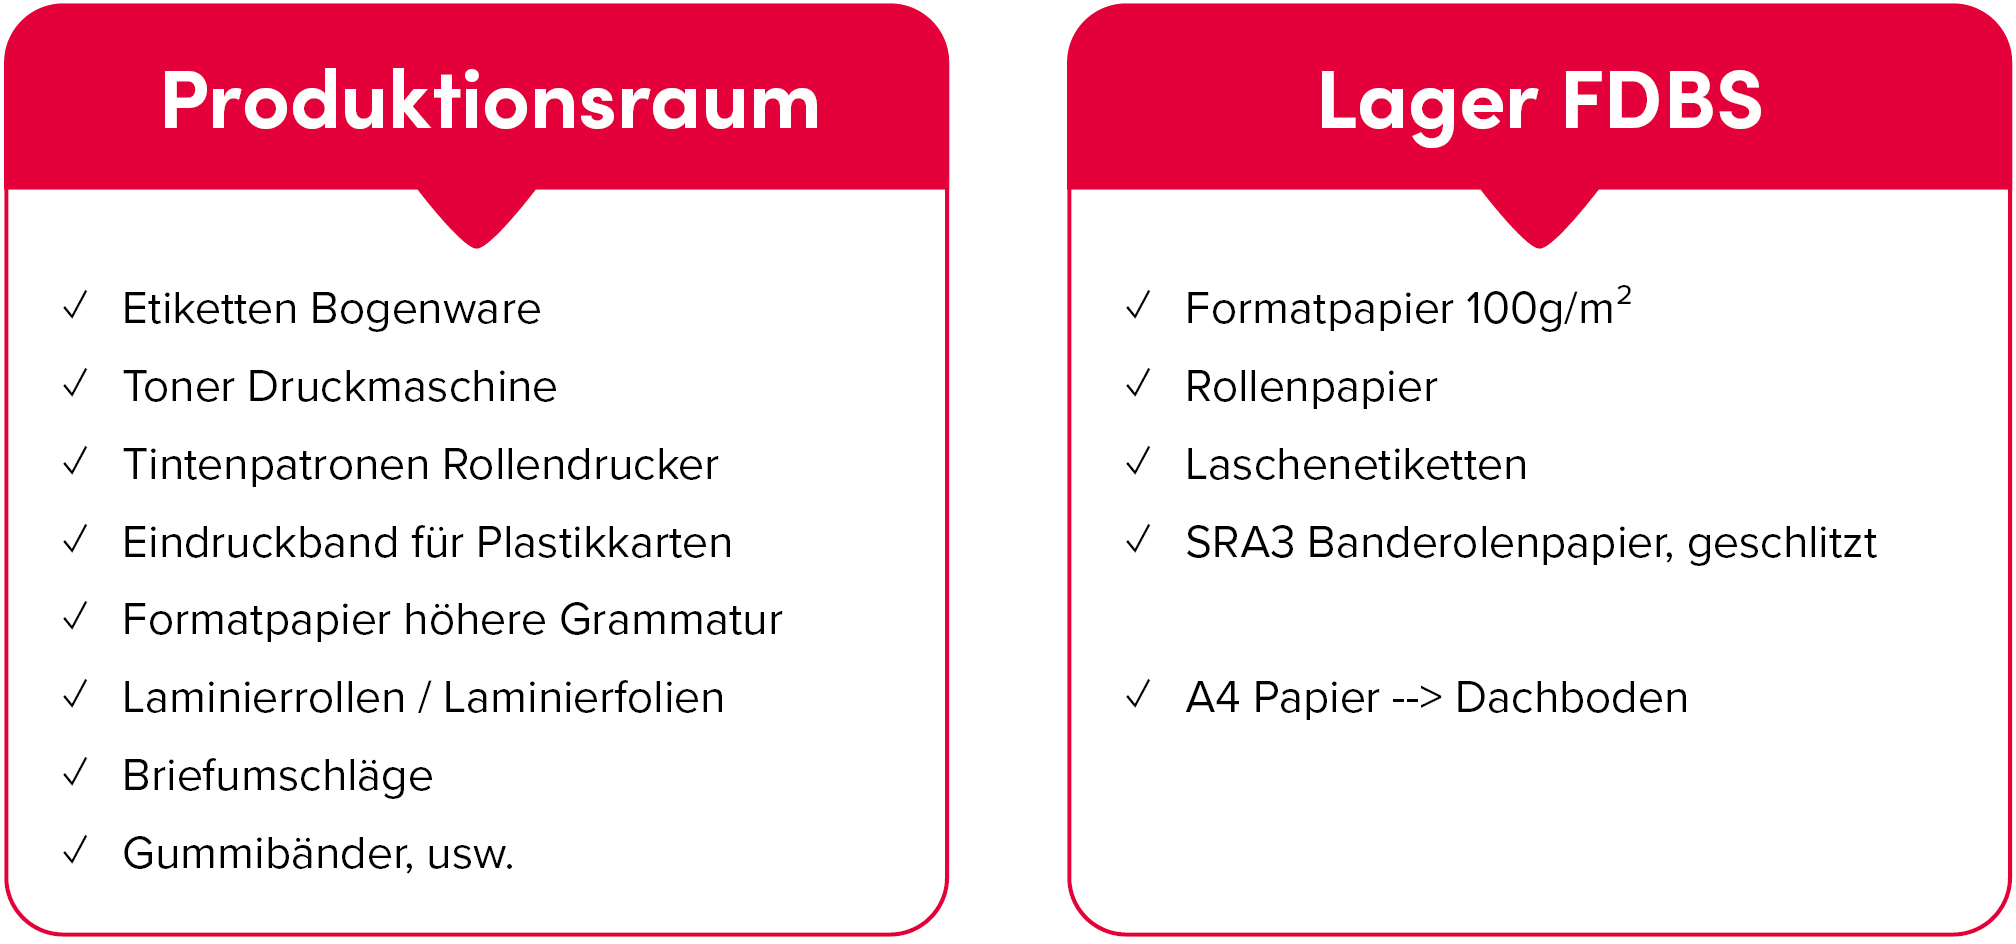 Produktionsraum
✓ Etiketten Bogenware
✓ Toner Druckmaschine
✓ Tintenpatronen Rollendrucker
✓ Eindruckband für Plastikkarten
✓ Formatpapier höhere Grammatur
✓ Laminierrollen / Laminierfolien
✓ Briefumschläge
✓ Gummibänder, usw.
Lager FDBS
✓ Formatpapier 100g/m²
✓ Rollenpapier
✓ Laschenetiketten
✓ SRA3 Banderolenpapier, geschlitzt
✓ A4 Papier --> Dachboden